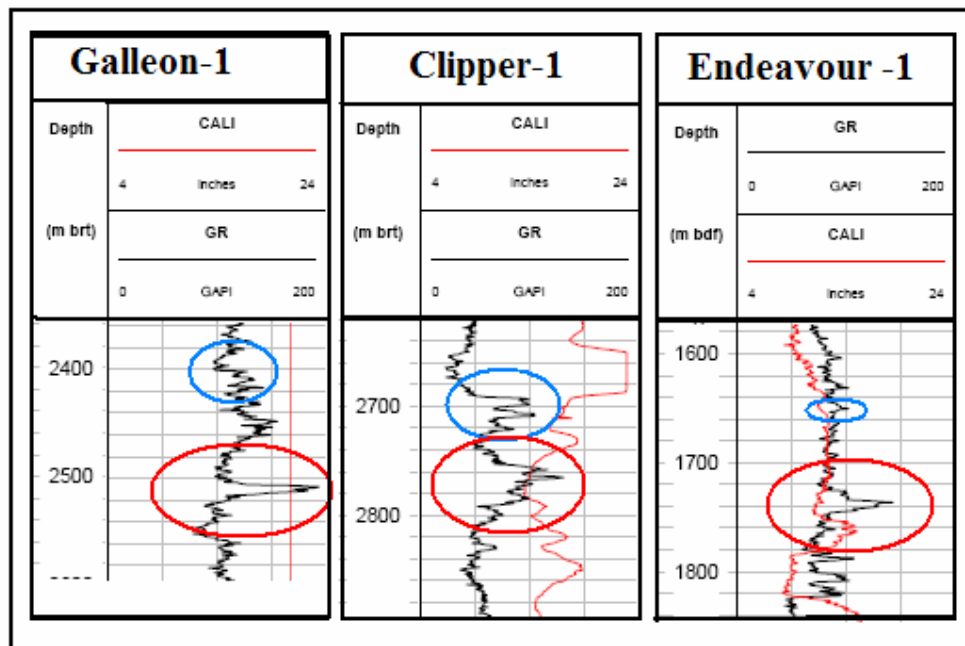 Galleon-1
Depth
CALI
4 Inches 24
(m brt)
GR
0 GAPI 200
2400
2500
Clipper-1
Depth
CALI
4 Inches 24
(m brt)
GR
0 GAPI 200
2700
2800
Endeavour -1
Depth
GR
0 GAPI 200
(m bdf)
CALI
4 Inches 24
1600
1700
1800